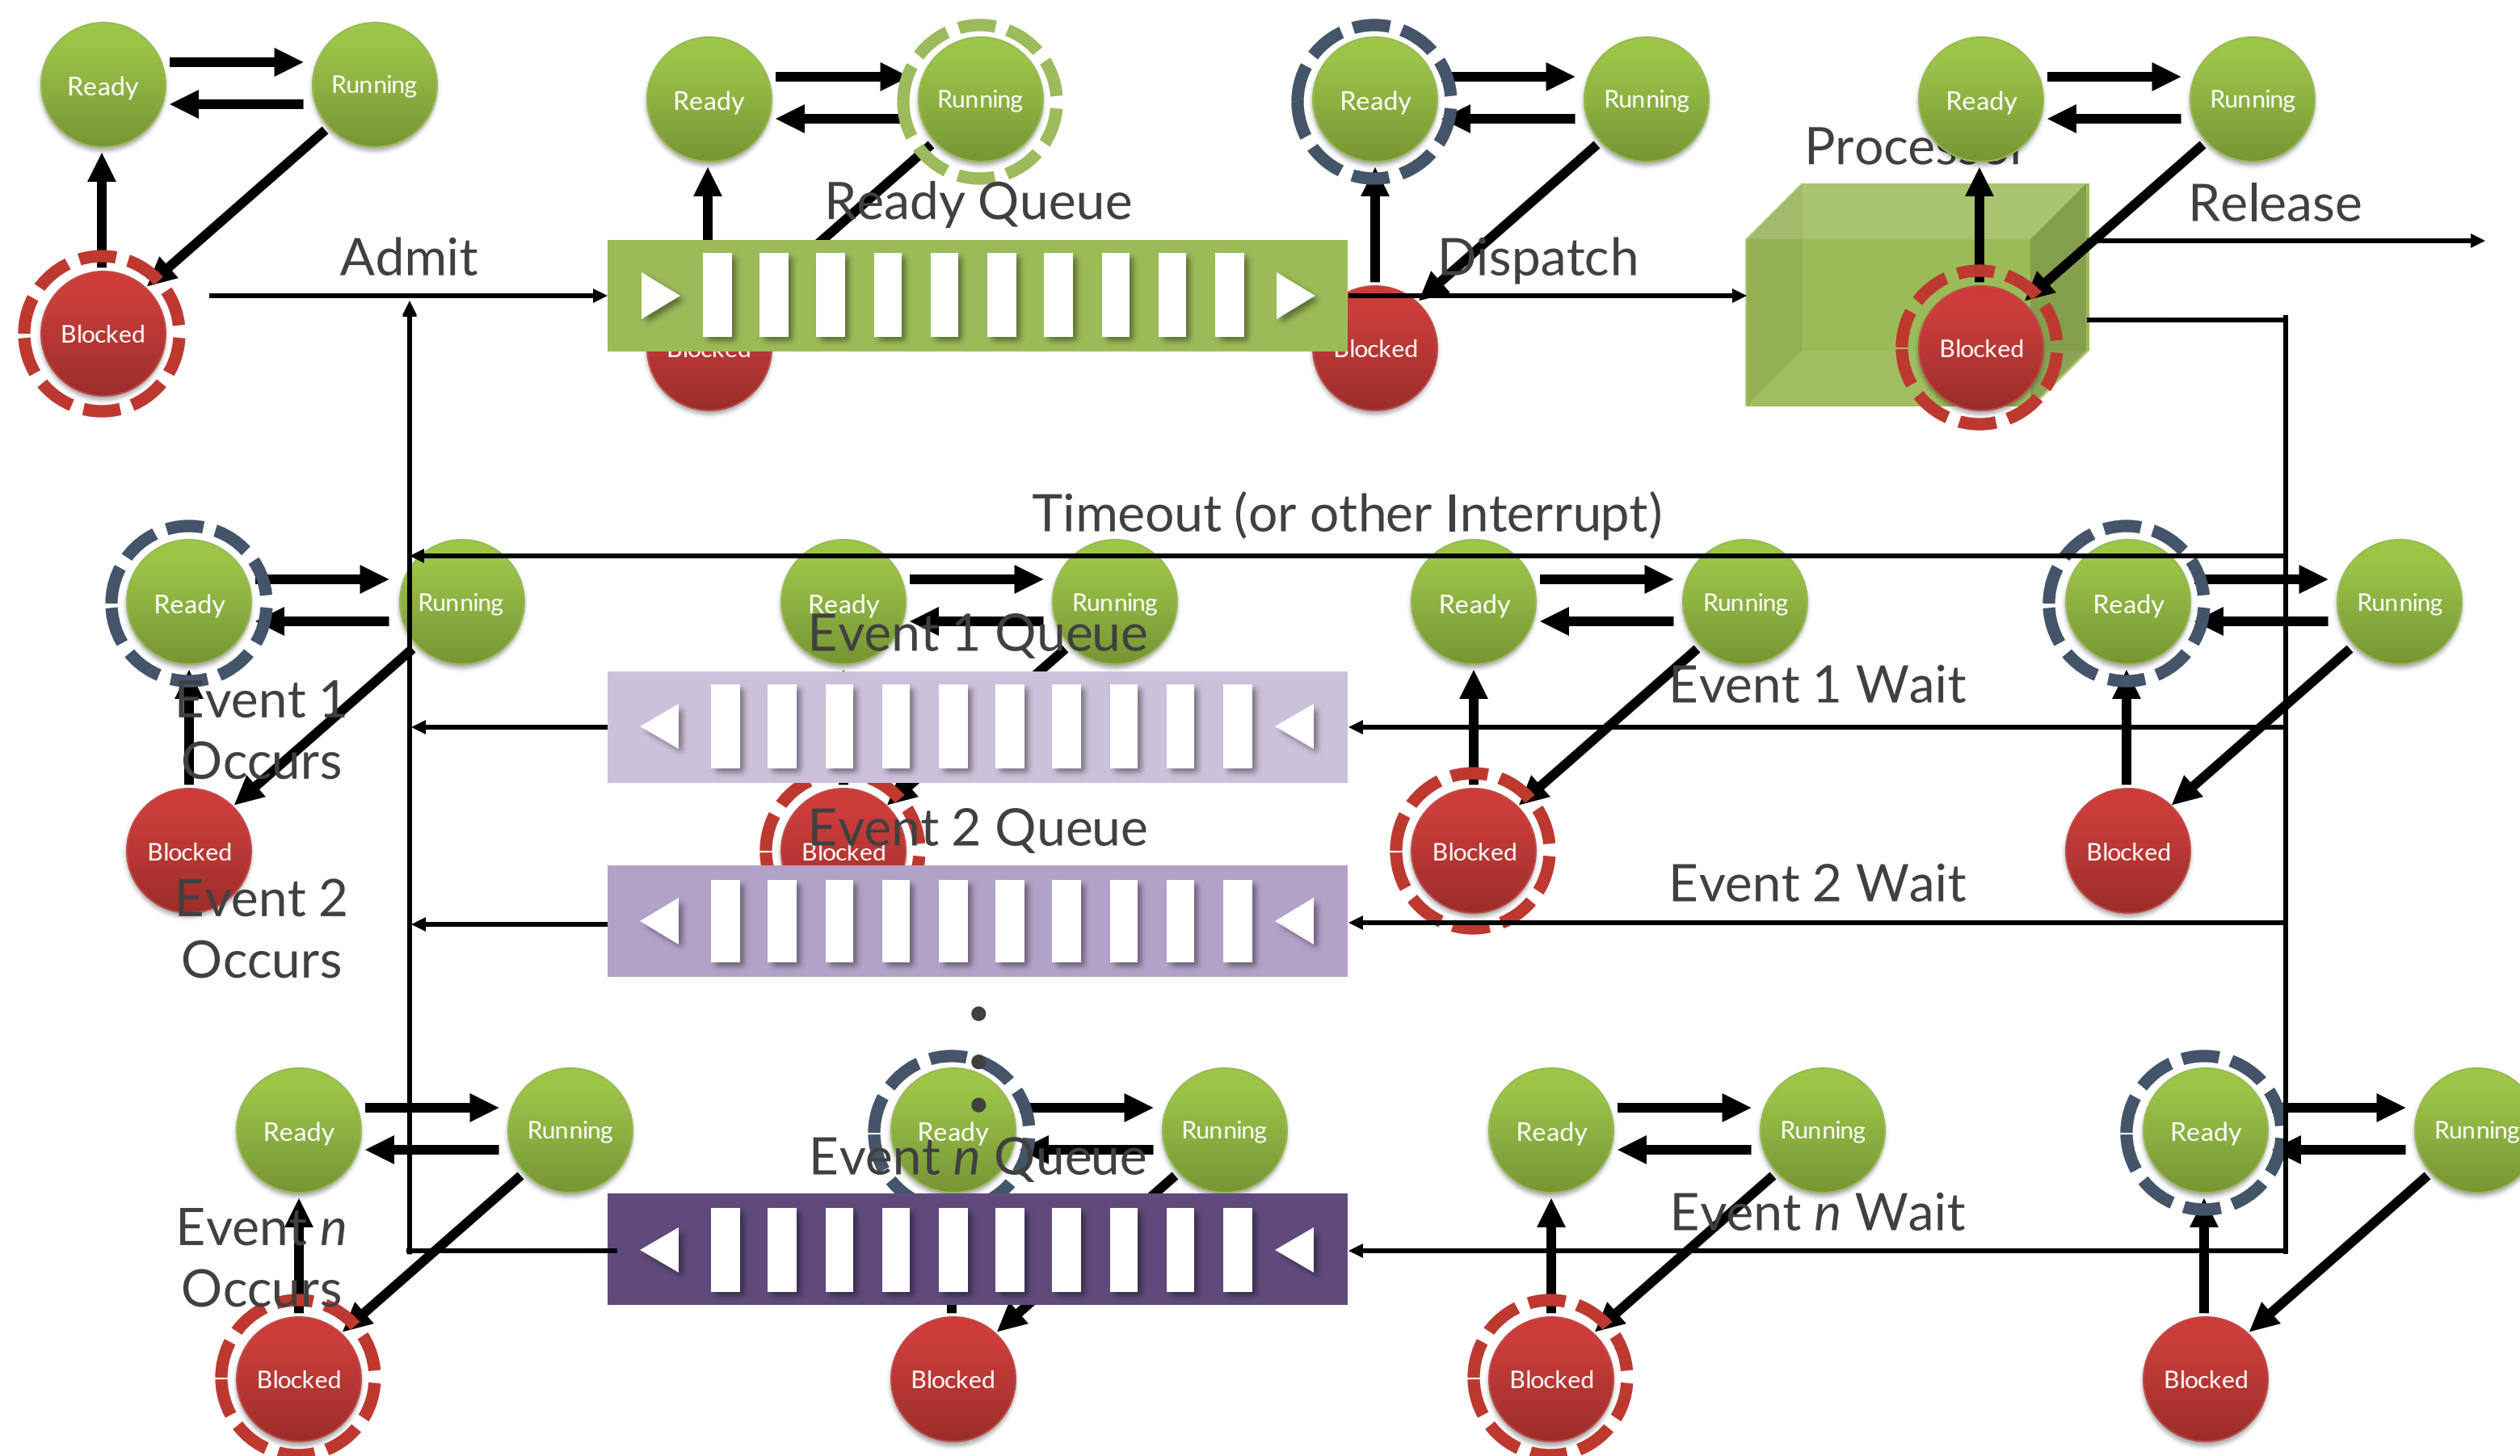 Ready
Running
Ready
Running
Ready
Running
Ready
Running
Processor
Ready Queue
Release
Admit
Dispatch
Blocked
Blocked
Blocked
Blocked
Timeout (or other Interrupt)
Ready
Running
Ready
Running
Ready
Running
Ready
Running
Event 1 Queue
Event 1
Occurs
Event 1 Wait
Event 2 Queue
Blocked
Blocked
Blocked
Blocked
Event 2
Occurs
Event 2 Wait
•
•
•
Ready
Running
Ready
Running
Ready
Running
Ready
Running
Event n Queue
Event n
Occurs
Event n Wait
Blocked
Blocked
Blocked
Blocked